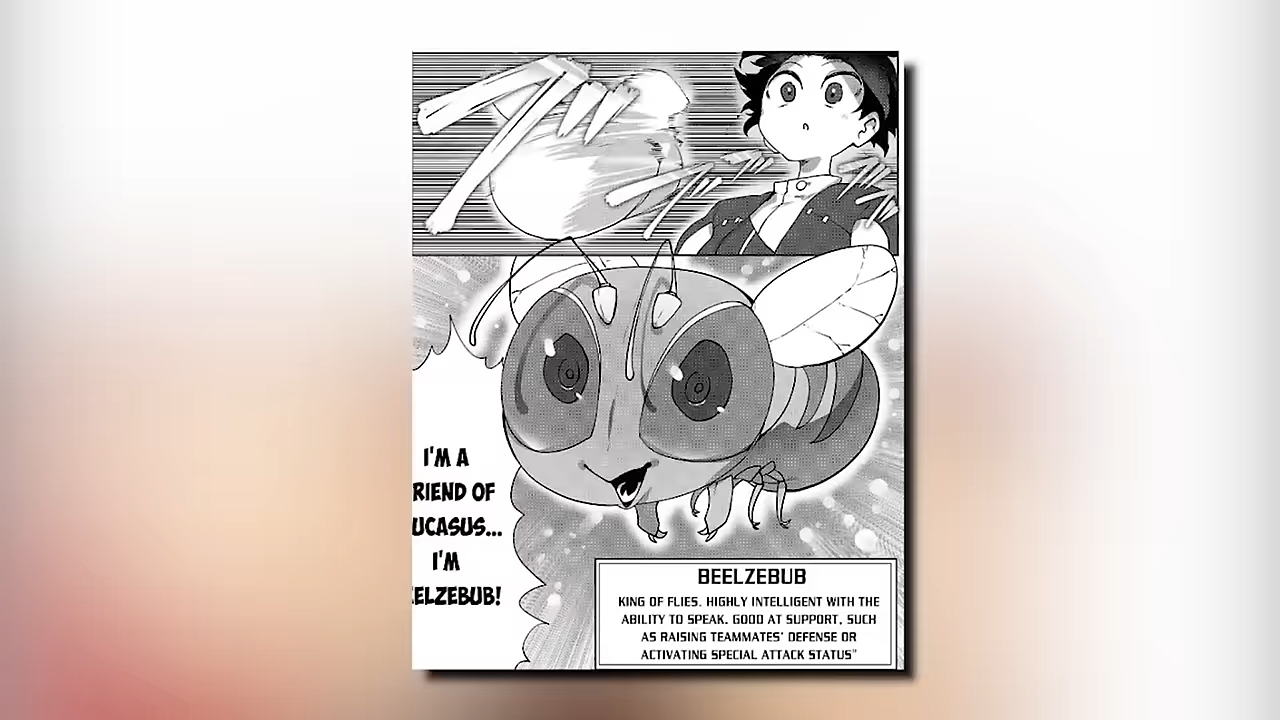 I'M A
RIEND OF
UCASUS...
I'M
ELZEBUB!
BEELZEBUB
KING OF FLIES. HIGHLY INTELLIGENT WITH THE
ABILITY TO SPEAK. GOOD AT SUPPORT, SUCH
AS RAISING TEAMMATES' DEFENSE OR
ACTIVATING SPECIAL ATTACK STATUS"